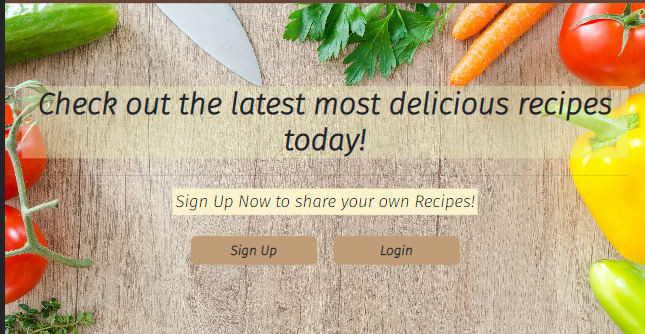 Check out the latest most delicious recipes
today!
Sign Up Now to share your own Recipes!
Sign Up
Login